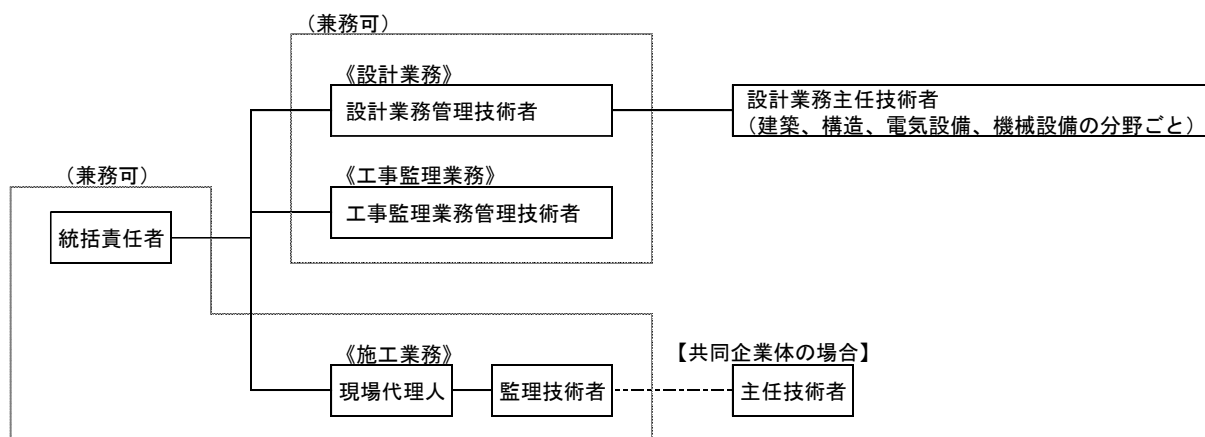 （兼務可）
《設計業務》
設計業務管理技術者
設計業務主任技術者
（建築、構造、電気設備、機械設備の分野ごと）
（兼務可）
《工事監理業務》
工事監理業務管理技術者
統括責任者
《施工業務》
【共同企業体の場合】
現場代理人
監理技術者
主任技術者